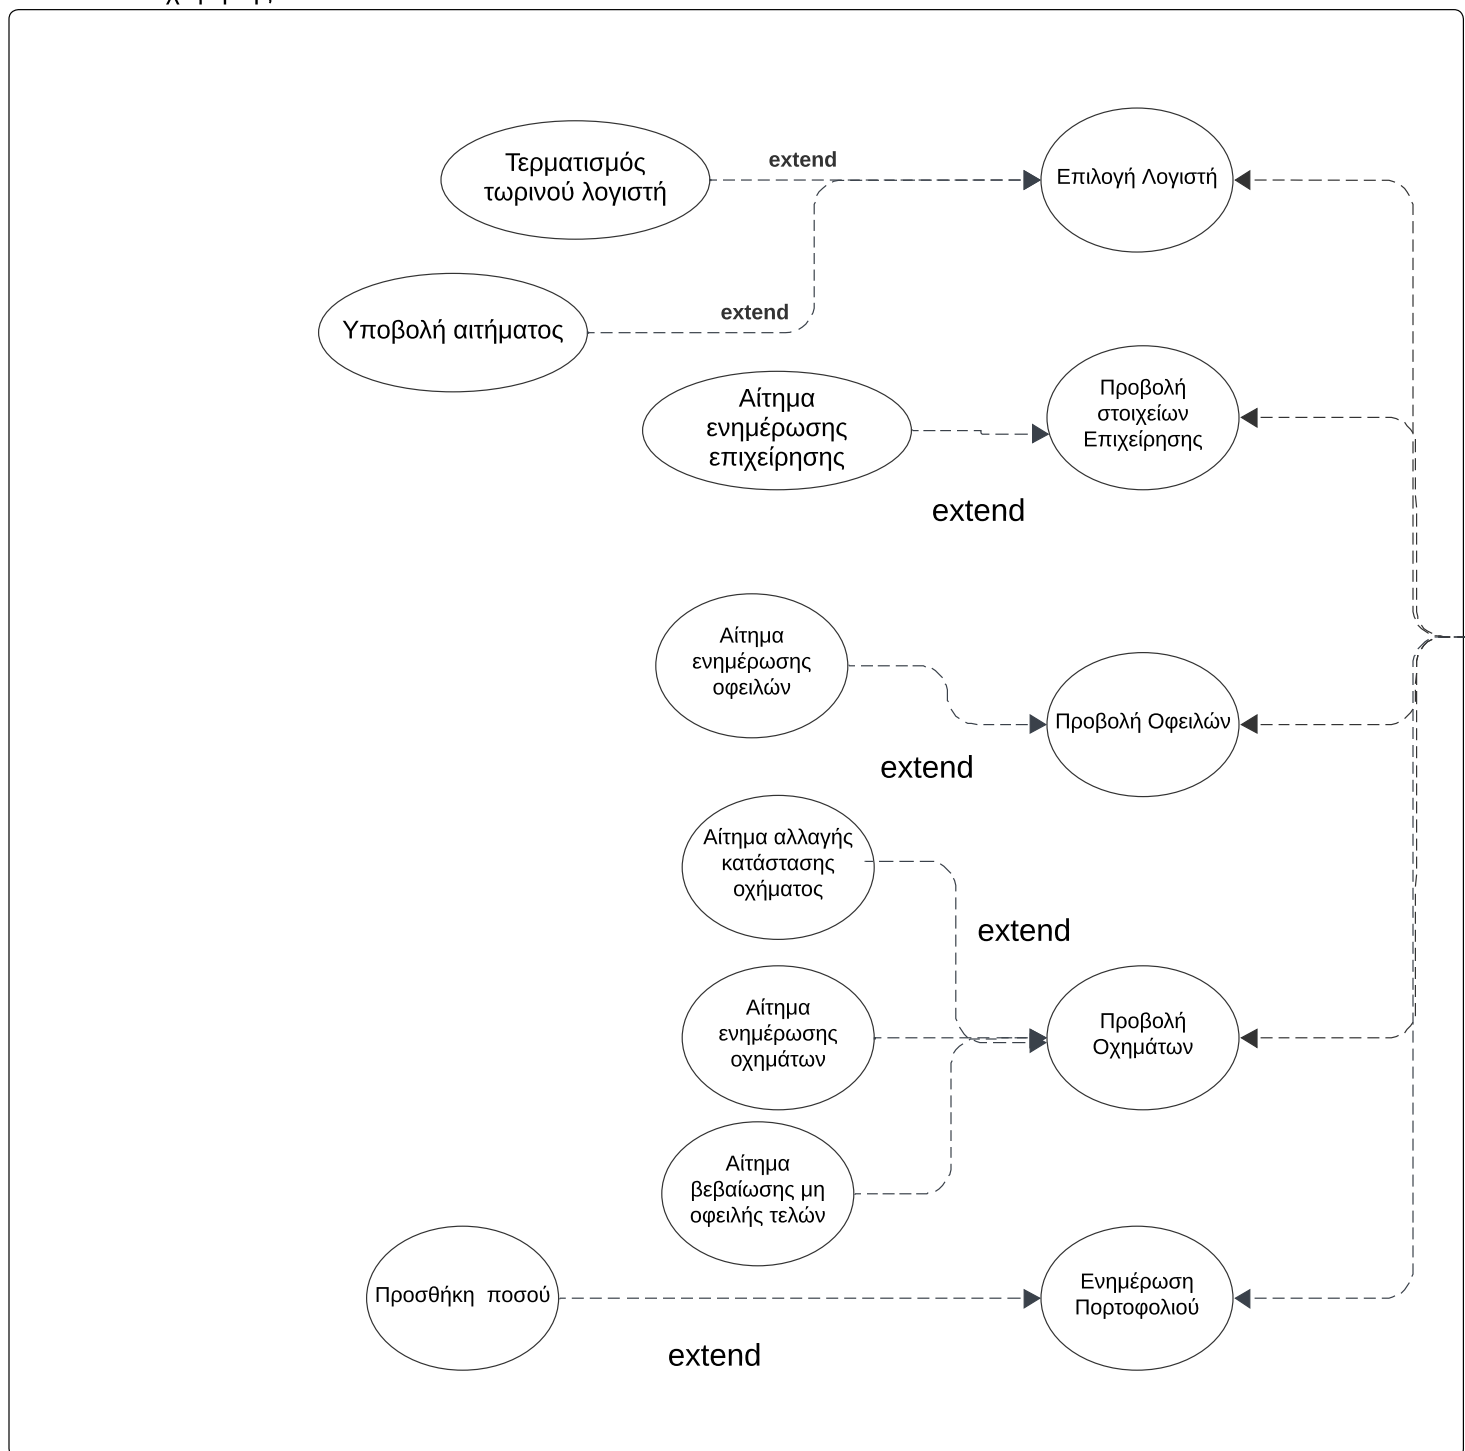 Τερματισμός
τωρινού λογιστή
extend
Επιλογή Λογιστή
Υποβολή αιτήματος
extend
Αίτημα
ενημέρωσης
επιχείρησης
Προβολή
στοιχείων
Επιχείρησης
extend
Αίτημα
ενημέρωσης
οφειλών
Προβολή Οφειλών
extend
Αίτημα αλλαγής
κατάστασης
οχήματος
extend
Αίτημα
ενημέρωσης
οχημάτων
Προβολή
Οχημάτων
Αίτημα
βεβαίωσης μη
οφειλής τελών
Προσθήκη ποσού
Ενημέρωση
Πορτοφολιού
extend